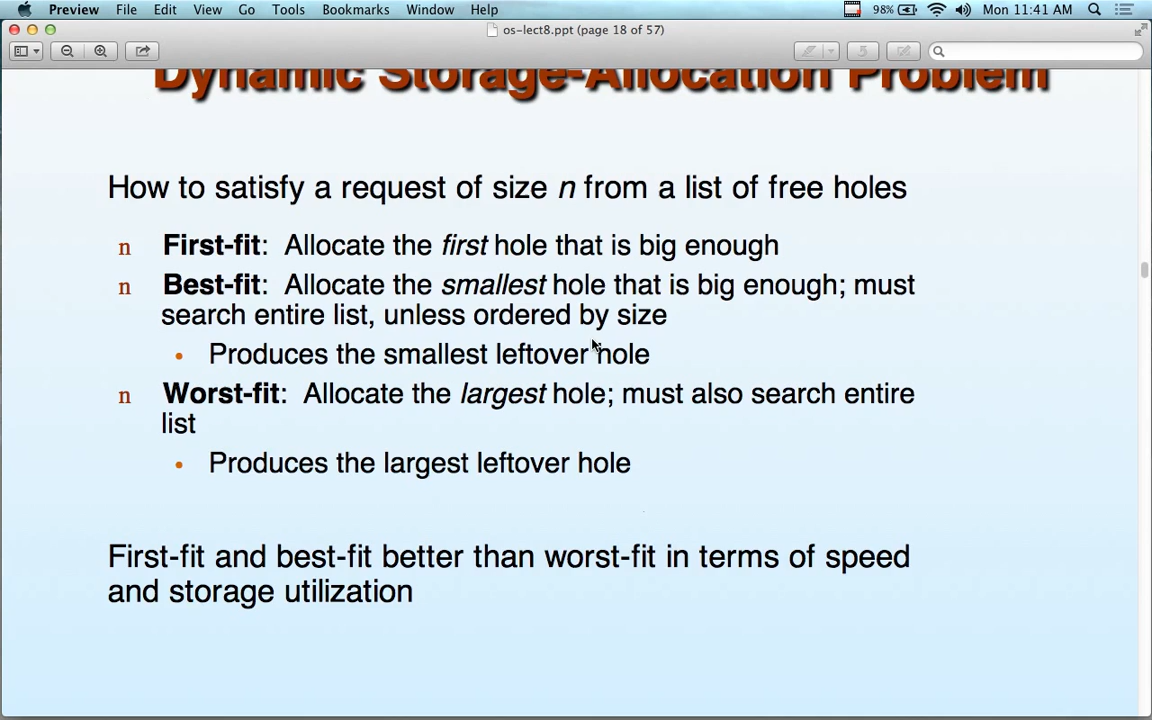 Preview File Edit View Go Tools Bookmarks Window Help 98% Mon 11:41 AM
os-lect8.ppt (page 18 of 57)
Dynamic Storage-Allocation Problem
How to satisfy a request of size n from a list of free holes
n First-fit: Allocate the first hole that is big enough
n Best-fit: Allocate the smallest hole that is big enough; must
search entire list, unless ordered by size
• Produces the smallest leftover hole
n Worst-fit: Allocate the largest hole; must also search entire
list
• Produces the largest leftover hole
First-fit and best-fit better than worst-fit in terms of speed
and storage utilization